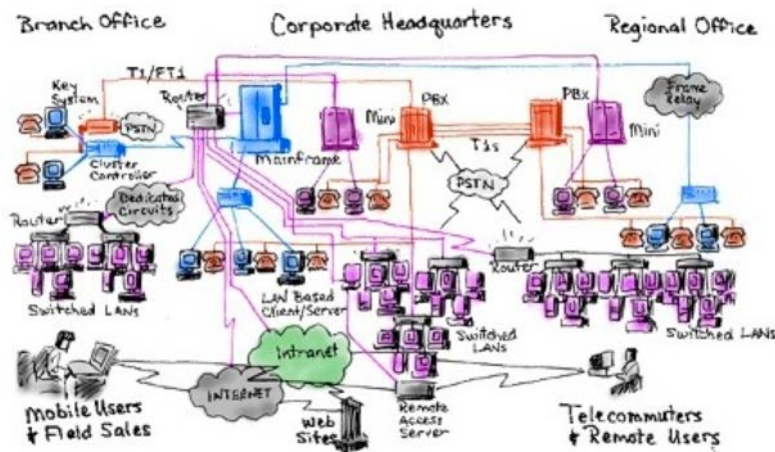 Branch Office
Corporate Headquarters
Regional Office
T1/FT1
Key
System
PSTN
Cluster
Controller
Router
Mainframe
Mini
PBX
T1s
PSTN
PBX
Mini
Frame
Relay
Router
Dedicated
Circuits
Switched LANs
LAN Based
Client/Server
Switched
LANs
Router
Switched LANs
Intranet
INTERNET
Mobile Users
& Field Sales
Web
Sites
Remote
Access
Server
Telecommuters
& Remote Users